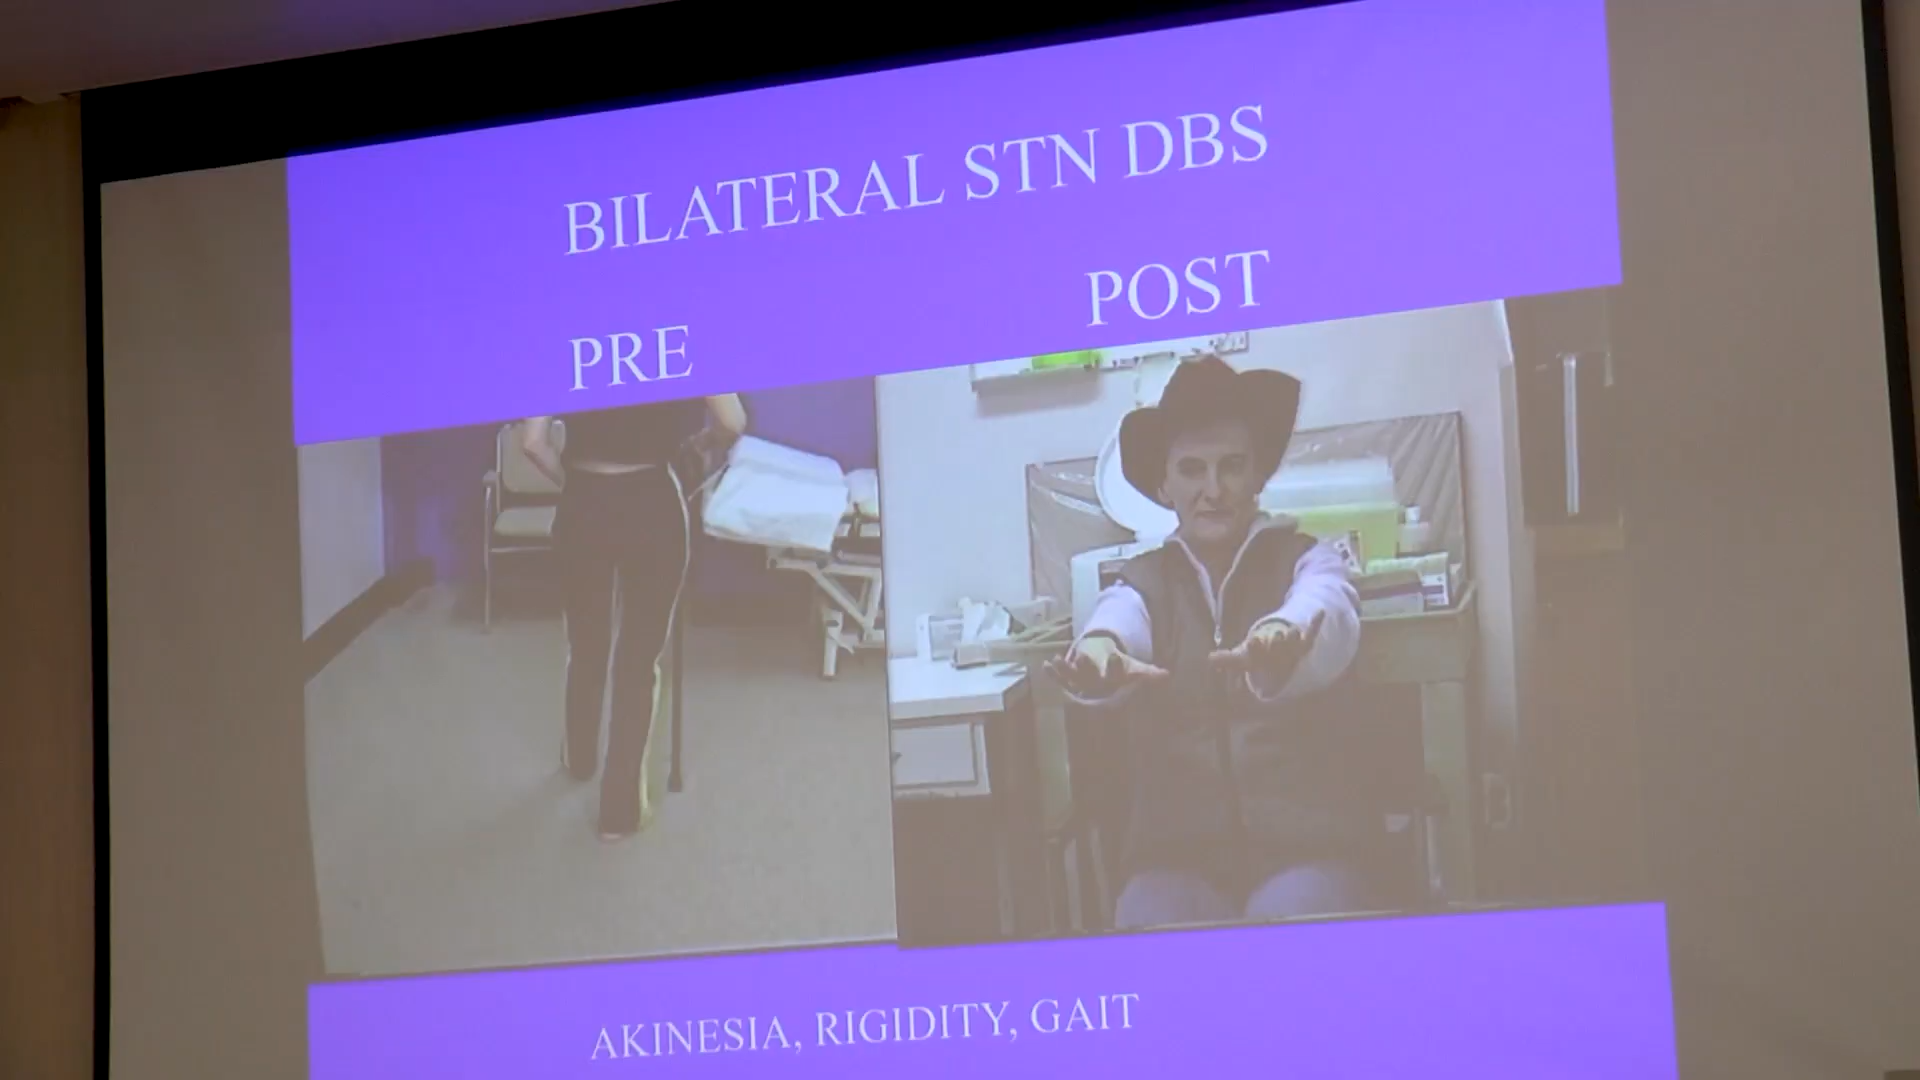 BILATERAL STN DBS
PRE
POST
AKINESIA, RIGIDITY, GAIT